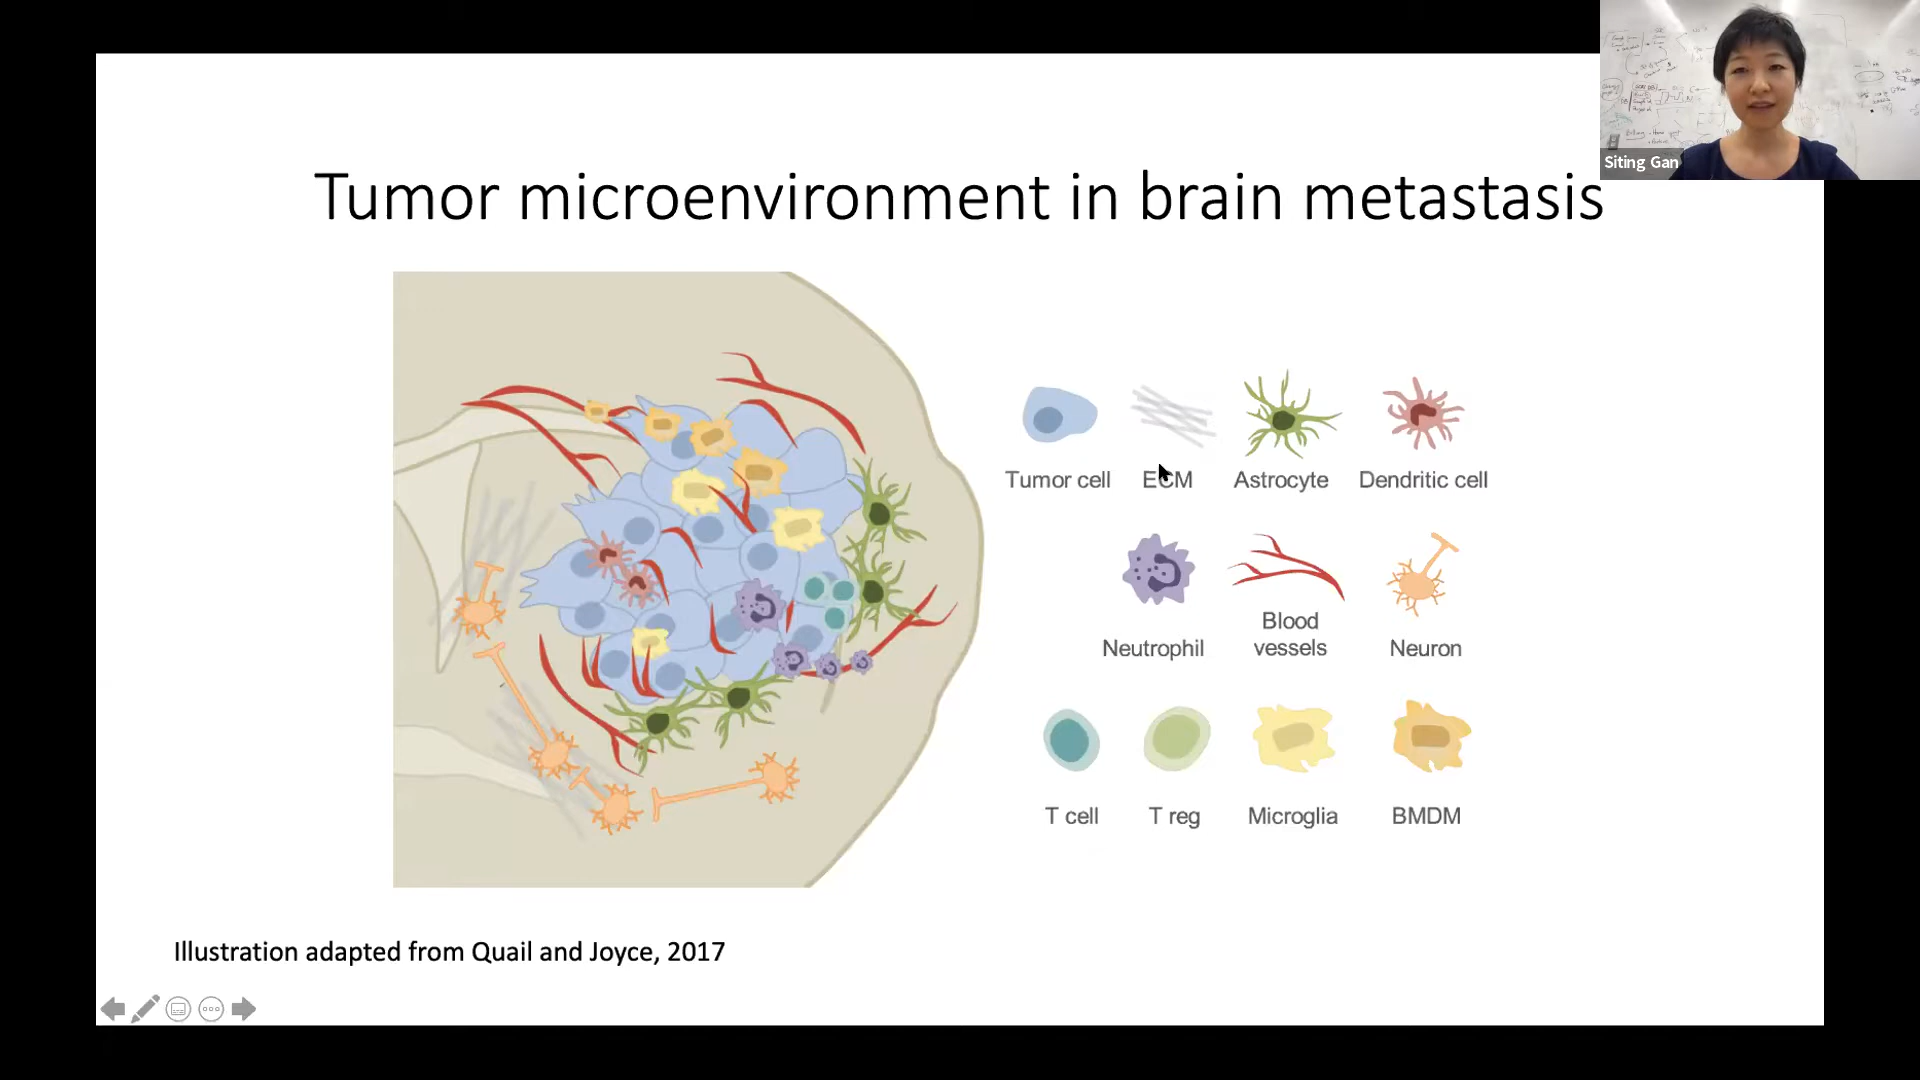 Siting Gan
Tumor microenvironment in brain metastasis
Tumor cell
ECM
Astrocyte
Dendritic cell
Neutrophil
Blood
vessels
Neuron
T cell
T reg
Microglia
BMDM
Illustration adapted from Quail and Joyce, 2017